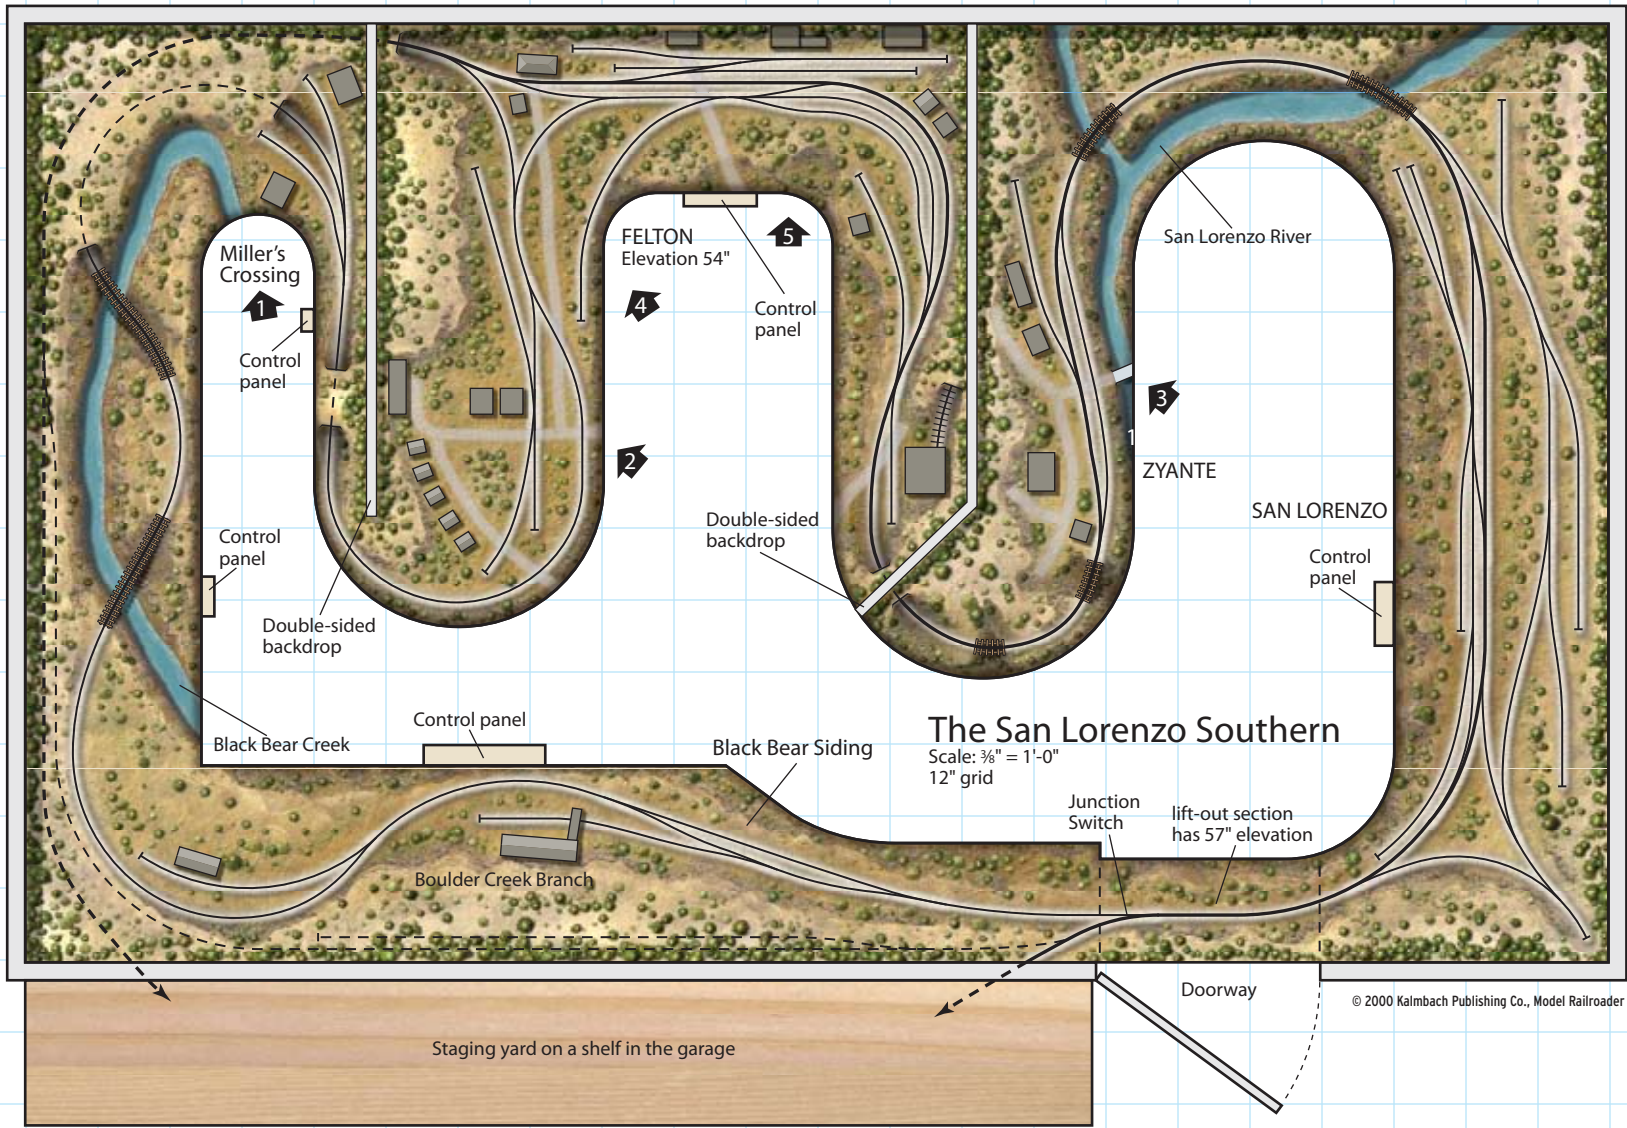 Miller's
Crossing
1
Control
panel
Control
panel
Double-sided
backdrop
Black Bear Creek
Control panel
FELTON
Elevation 54"
5
4
2
Control
panel
Double-sided
backdrop
San Lorenzo River
3
1
ZYANTE
SAN LORENZO
Control
panel
The San Lorenzo Southern
Scale: ⅜" = 1'-0"
12" grid
Black Bear Siding
Junction
Switch
lift-out section
has 57" elevation
Boulder Creek Branch
Doorway
© 2000 Kalmbach Publishing Co., Model Railroader
Staging yard on a shelf in the garage